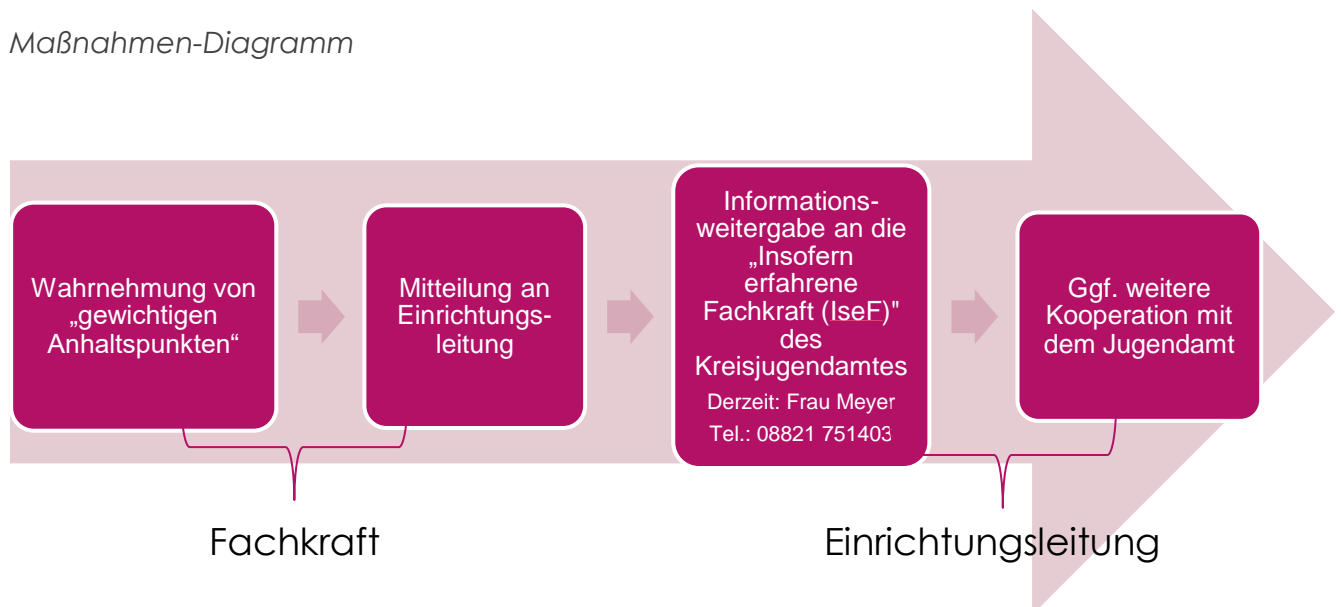 Maßnahmen-Diagramm
Wahrnehmung von
„gewichtigen
Anhaltspunkten“
Mitteilung an
Einrichtungs-
leitung
Informations-
weitergabe an die
„Insofern
erfahrene
Fachkraft (IseF)"
des
Kreisjugendamtes
Derzeit: Frau Meyer
Tel.: 08821 751403
Ggf. weitere
Kooperation mit
dem Jugendamt
Fachkraft
Einrichtungsleitung